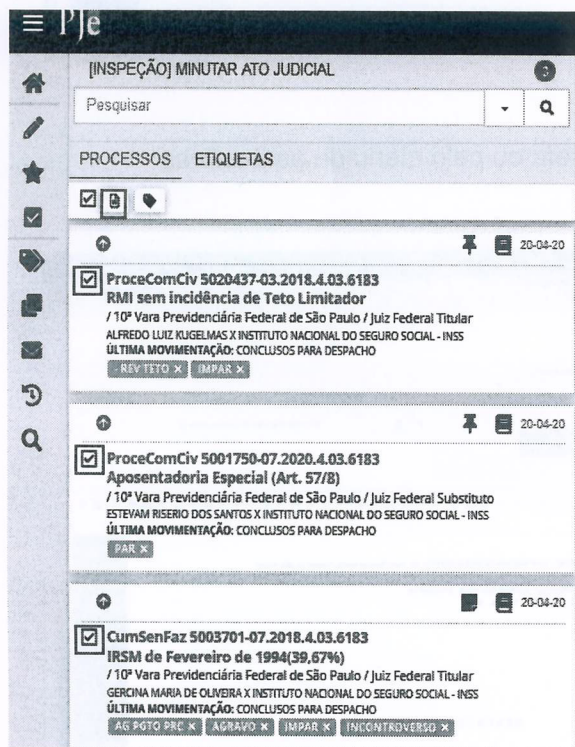 PJe
[INSPEÇÃO] MINUTAR ATO JUDICIAL
3
Pesquisar
PROCESSOS ETIQUETAS
20-04-20
ProceComCiv 5020437-03.2018.4.03.6183
RMI sem incidência de Teto Limitador
/ 10ª Vara Previdenciária Federal de São Paulo / Juiz Federal Titular
ALFREDO LUIZ KUGELMAS X INSTITUTO NACIONAL DO SEGURO SOCIAL - INSS
ÚLTIMA MOVIMENTAÇÃO: CONCLUSOS PARA DESPACHO
- REV TETO × IMPAR ×
20-04-20
ProceComCiv 5001750-07.2020.4.03.6183
Aposentadoria Especial (Art. 57/8)
/ 10ª Vara Previdenciária Federal de São Paulo / Juiz Federal Substituto
ESTEVAM RISERIO DOS SANTOS X INSTITUTO NACIONAL DO SEGURO SOCIAL - INSS
ÚLTIMA MOVIMENTAÇÃO: CONCLUSOS PARA DESPACHO
PAR ×
20-04-20
CumSenFaz 5003701-07.2018.4.03.6183
IRSM de Fevereiro de 1994(39,67%)
/ 10ª Vara Previdenciária Federal de São Paulo / Juiz Federal Titular
GERCINA MARIA DE OLIVEIRA X INSTITUTO NACIONAL DO SEGURO SOCIAL - INSS
ÚLTIMA MOVIMENTAÇÃO: CONCLUSOS PARA DESPACHO
AG PGTO PRC × AGRAVO × IMPAR × INCONTROVERSO ×